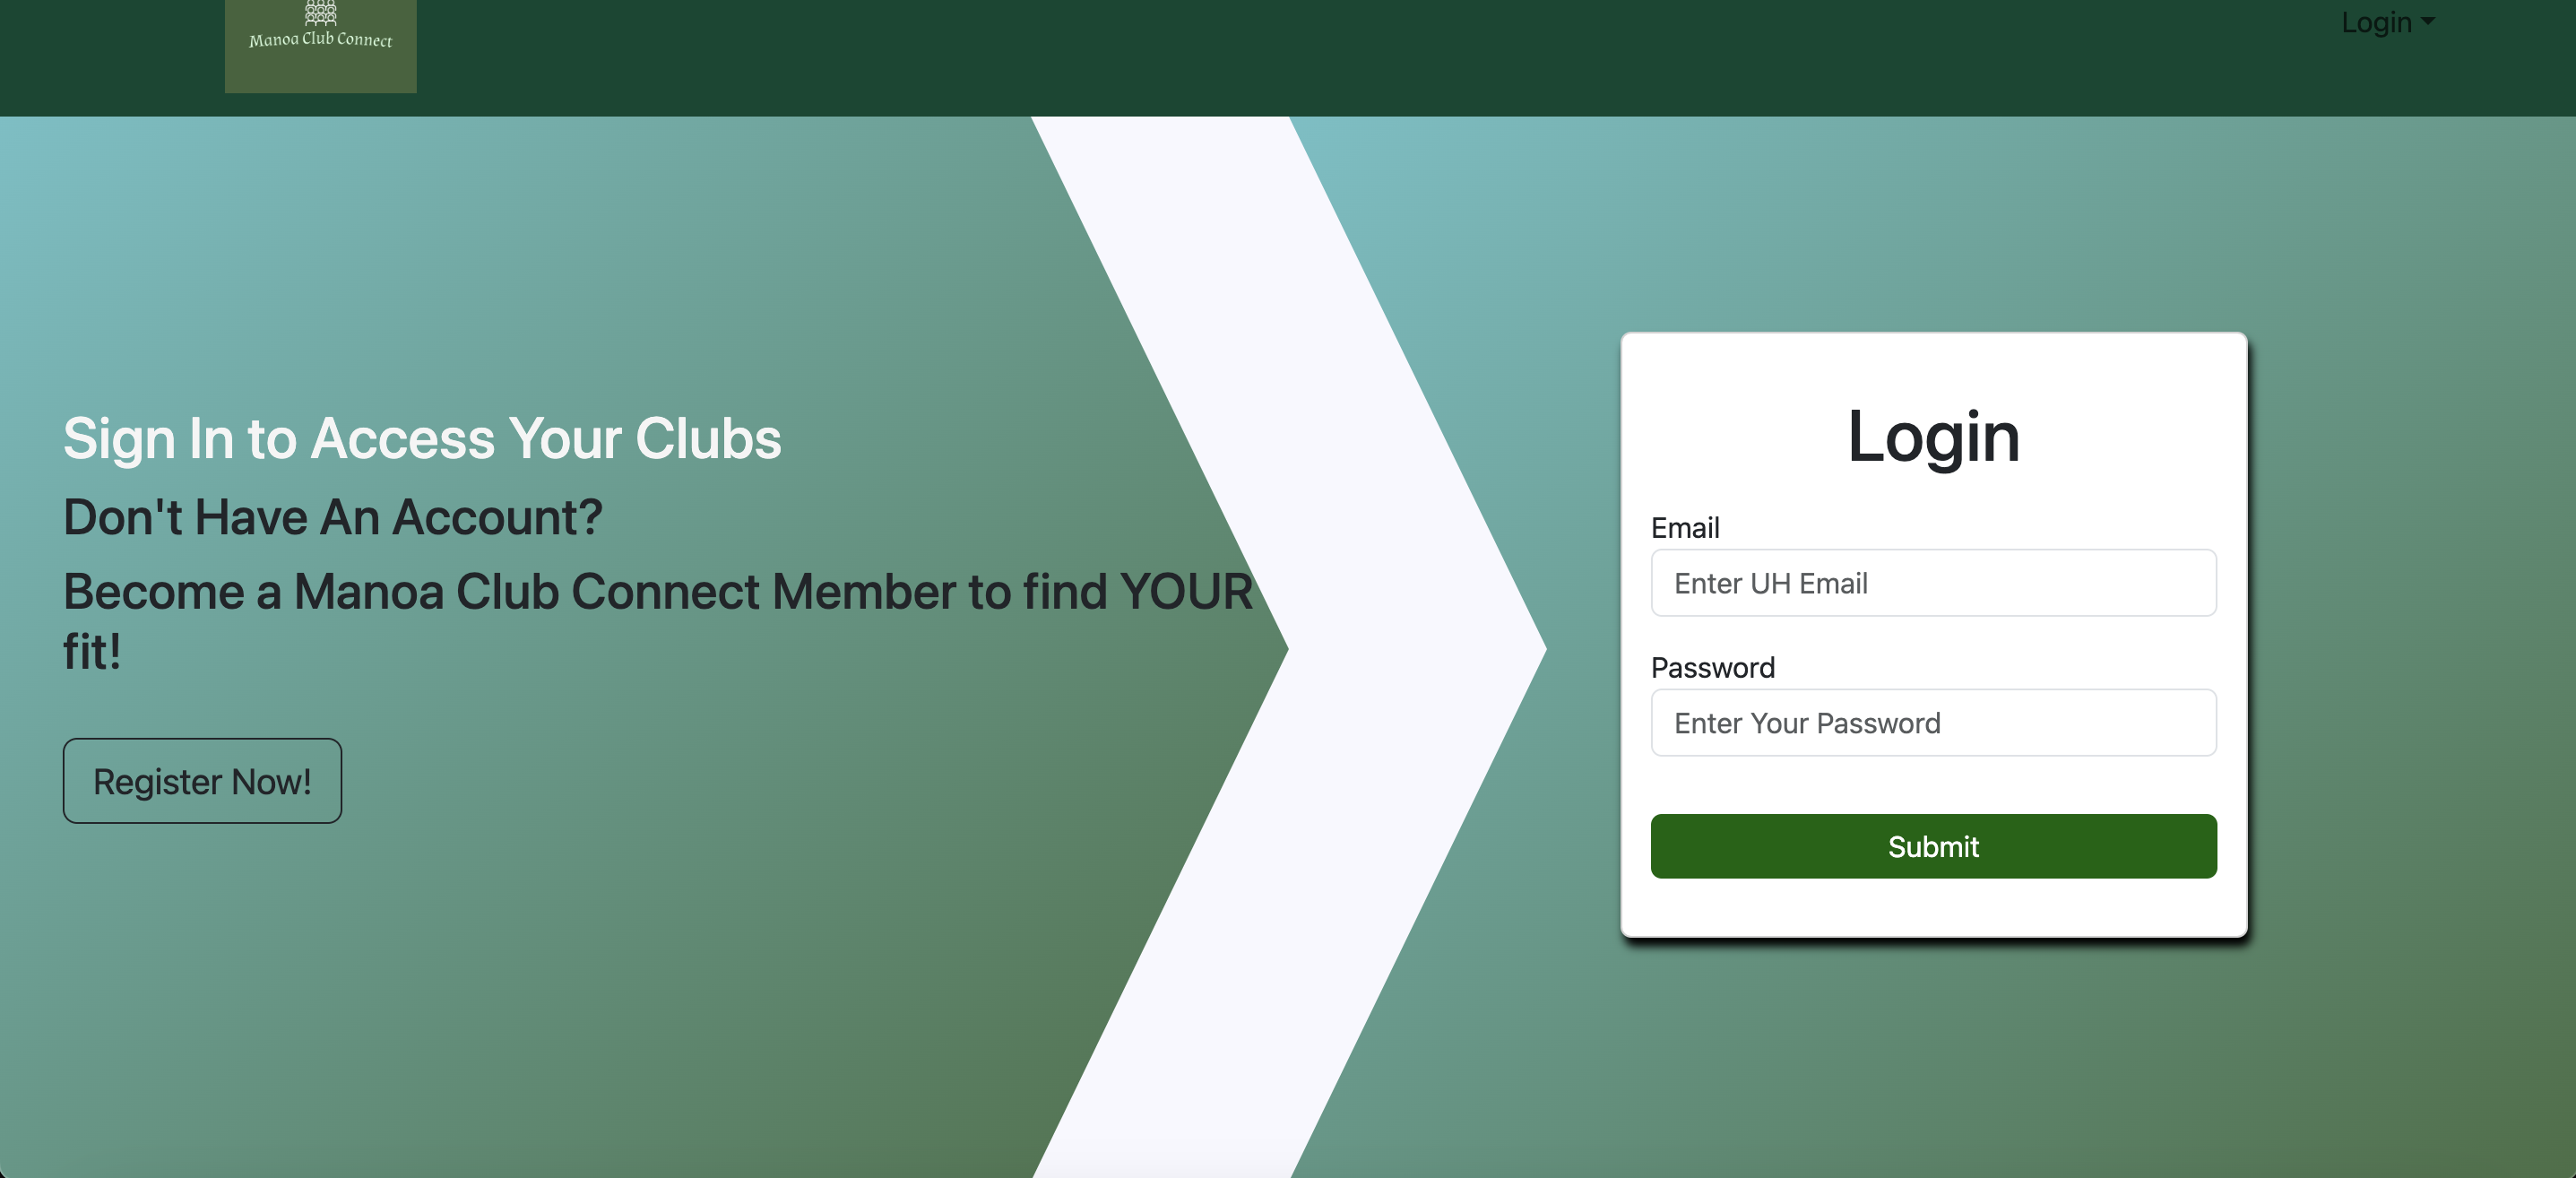 Manoa Club Connect
Login
Sign In to Access Your Clubs
Don't Have An Account?
Become a Manoa Club Connect Member to find YOUR
fit!
Register Now!
Login
Email
Enter UH Email
Password
Enter Your Password
Submit